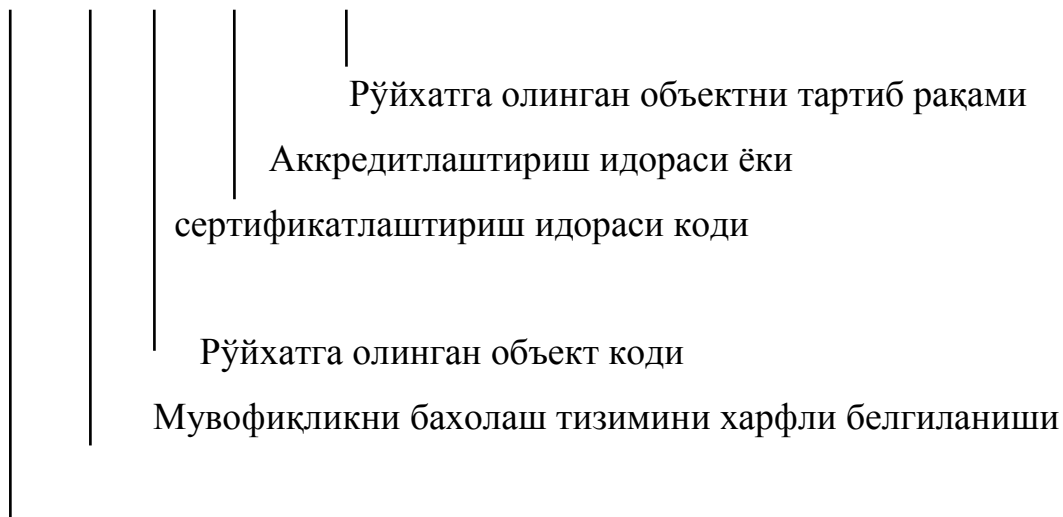 Рўйхатга олинган объектни тартиб рақами
Аккредитлаштириш идораси ёки
сертификатлаштириш идораси коди
Рўйхатга олинган объект коди
Мувофиқликни бахолаш тизимини харфли белгиланиши